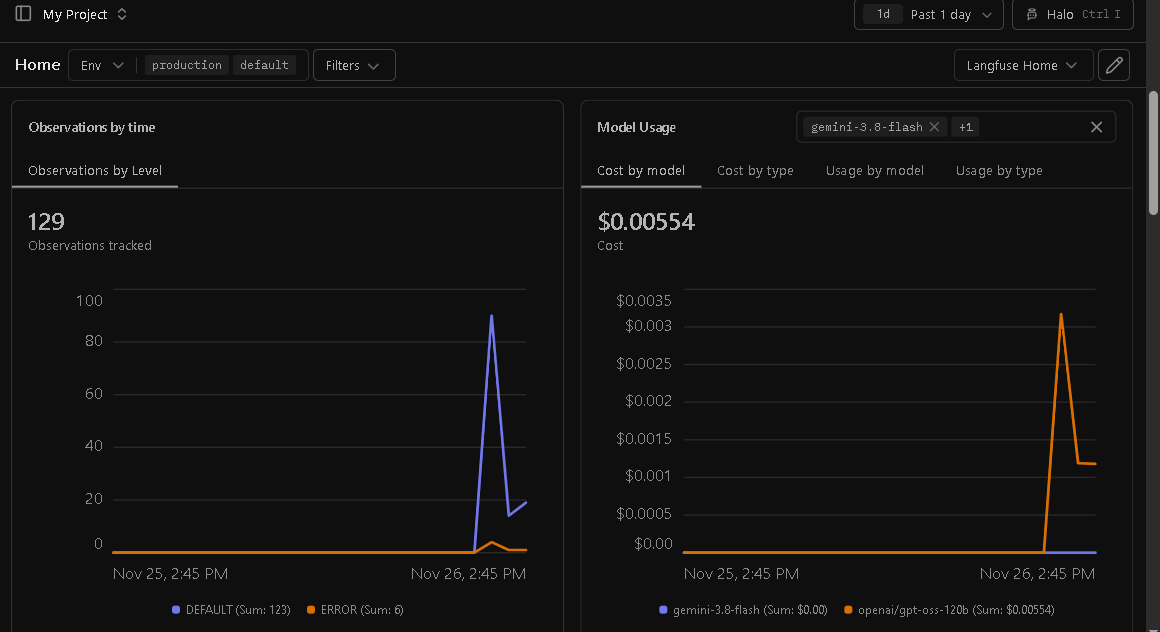 My Project
1d Past 1 day
Halo Ctrl I
Home
Env production default
Filters
Langfuse Home
Observations by time
Observations by Level
129
Observations tracked
100
80
60
40
20
0
Nov 25, 2:45 PM
Nov 26, 2:45 PM
DEFAULT (Sum: 123)
ERROR (Sum: 6)
Model Usage
gemini-3.8-flash
+1
Cost by model
Cost by type
Usage by model
Usage by type
$0.00554
Cost
$0.0035
$0.003
$0.0025
$0.002
$0.0015
$0.001
$0.0005
$0.00
Nov 25, 2:45 PM
Nov 26, 2:45 PM
gemini-3.8-flash (Sum: $0.00)
openai/gpt-oss-120b (Sum: $0.00554)